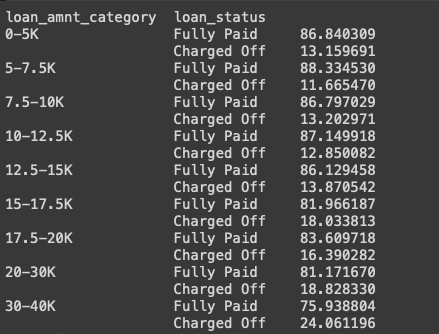 loan_amnt_category  loan_status
0-5K                Fully Paid     86.840309
                    Charged Off    13.159691
5-7.5K              Fully Paid     88.334530
                    Charged Off    11.665470
7.5-10K             Fully Paid     86.797029
                    Charged Off    13.202971
10-12.5K            Fully Paid     87.149918
                    Charged Off    12.850082
12.5-15K            Fully Paid     86.129458
                    Charged Off    13.870542
15-17.5K            Fully Paid     81.966187
                    Charged Off    18.033813
17.5-20K            Fully Paid     83.609718
                    Charged Off    16.390282
20-30K              Fully Paid     81.171670
                    Charged Off    18.828330
30-40K              Fully Paid     75.938804
                    Charged Off    24.061196